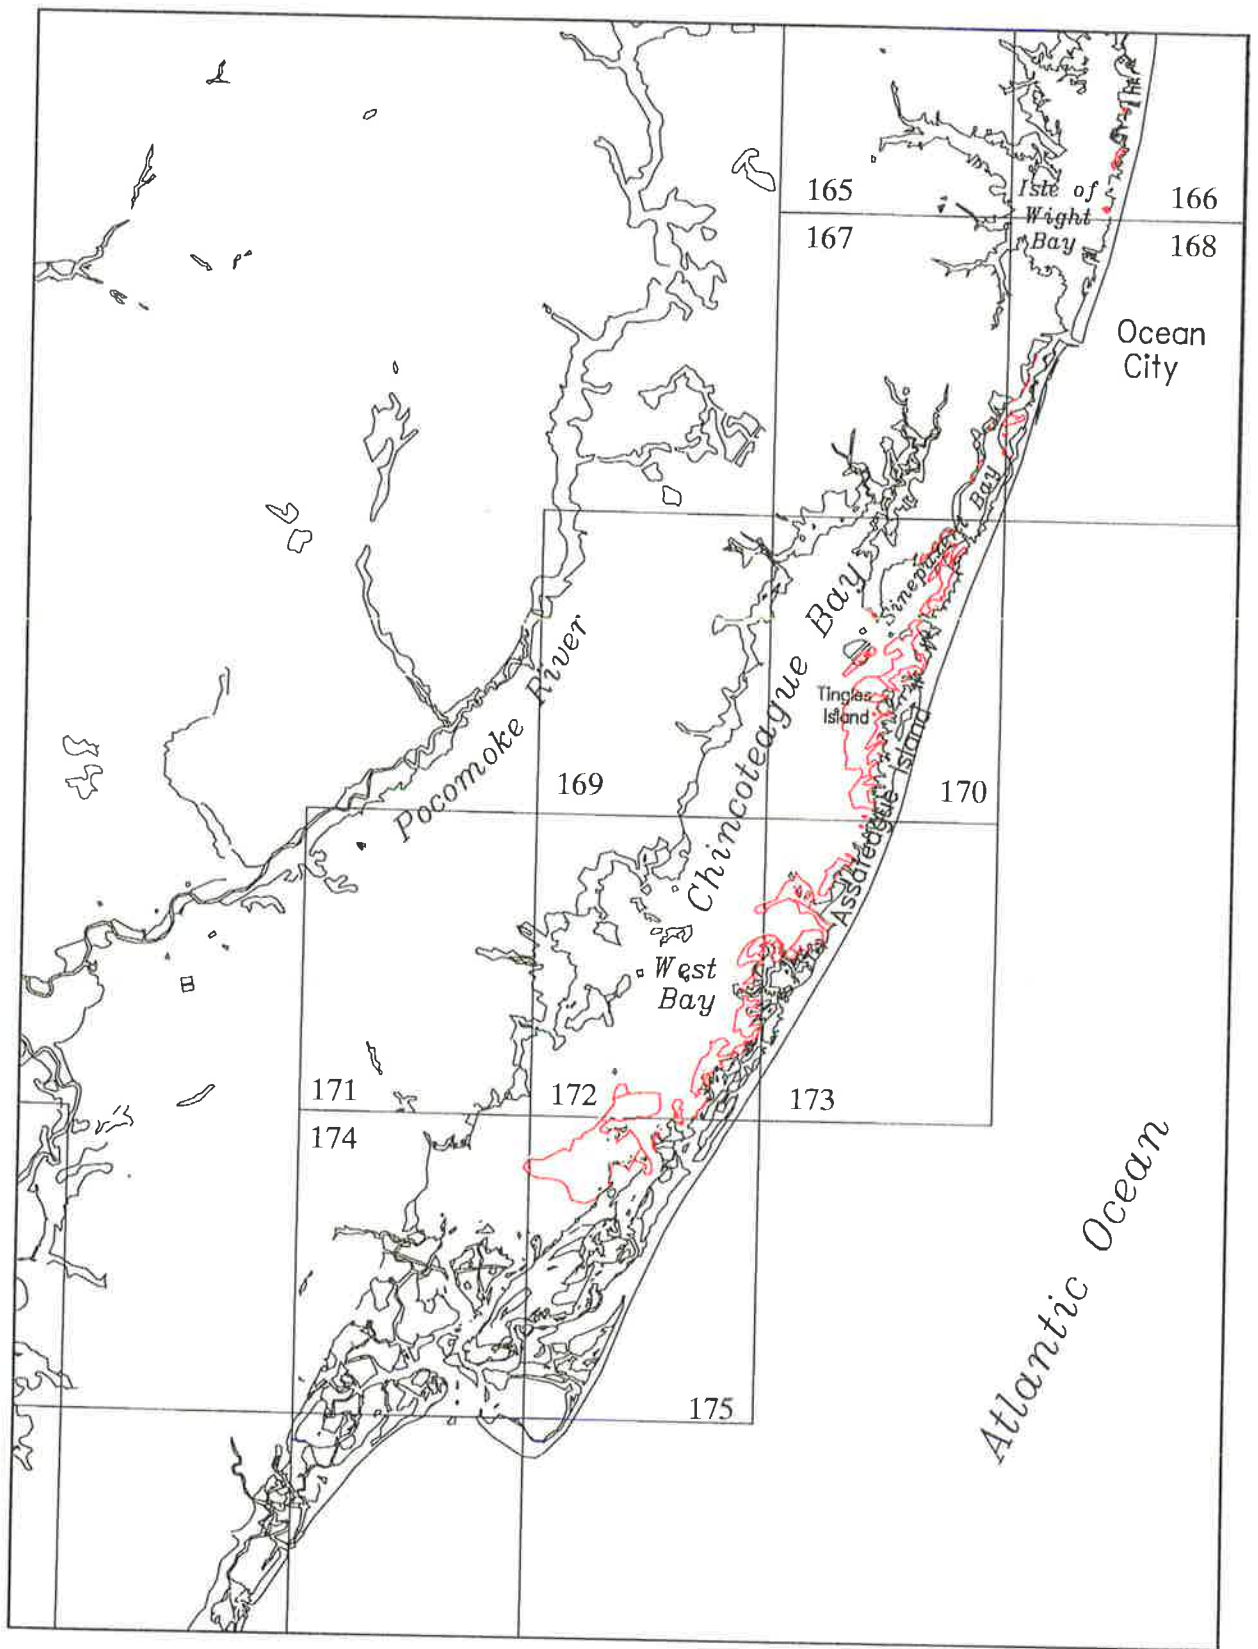 165
Isle of
Wight
Bay
166
167
168
Ocean
City
Sinepuxent Bay
Chincoteague Bay
Pocomoke River
Tingles
Island
169
170
Assateague Island
West
Bay
171
172
173
174
175
Atlantic Ocean